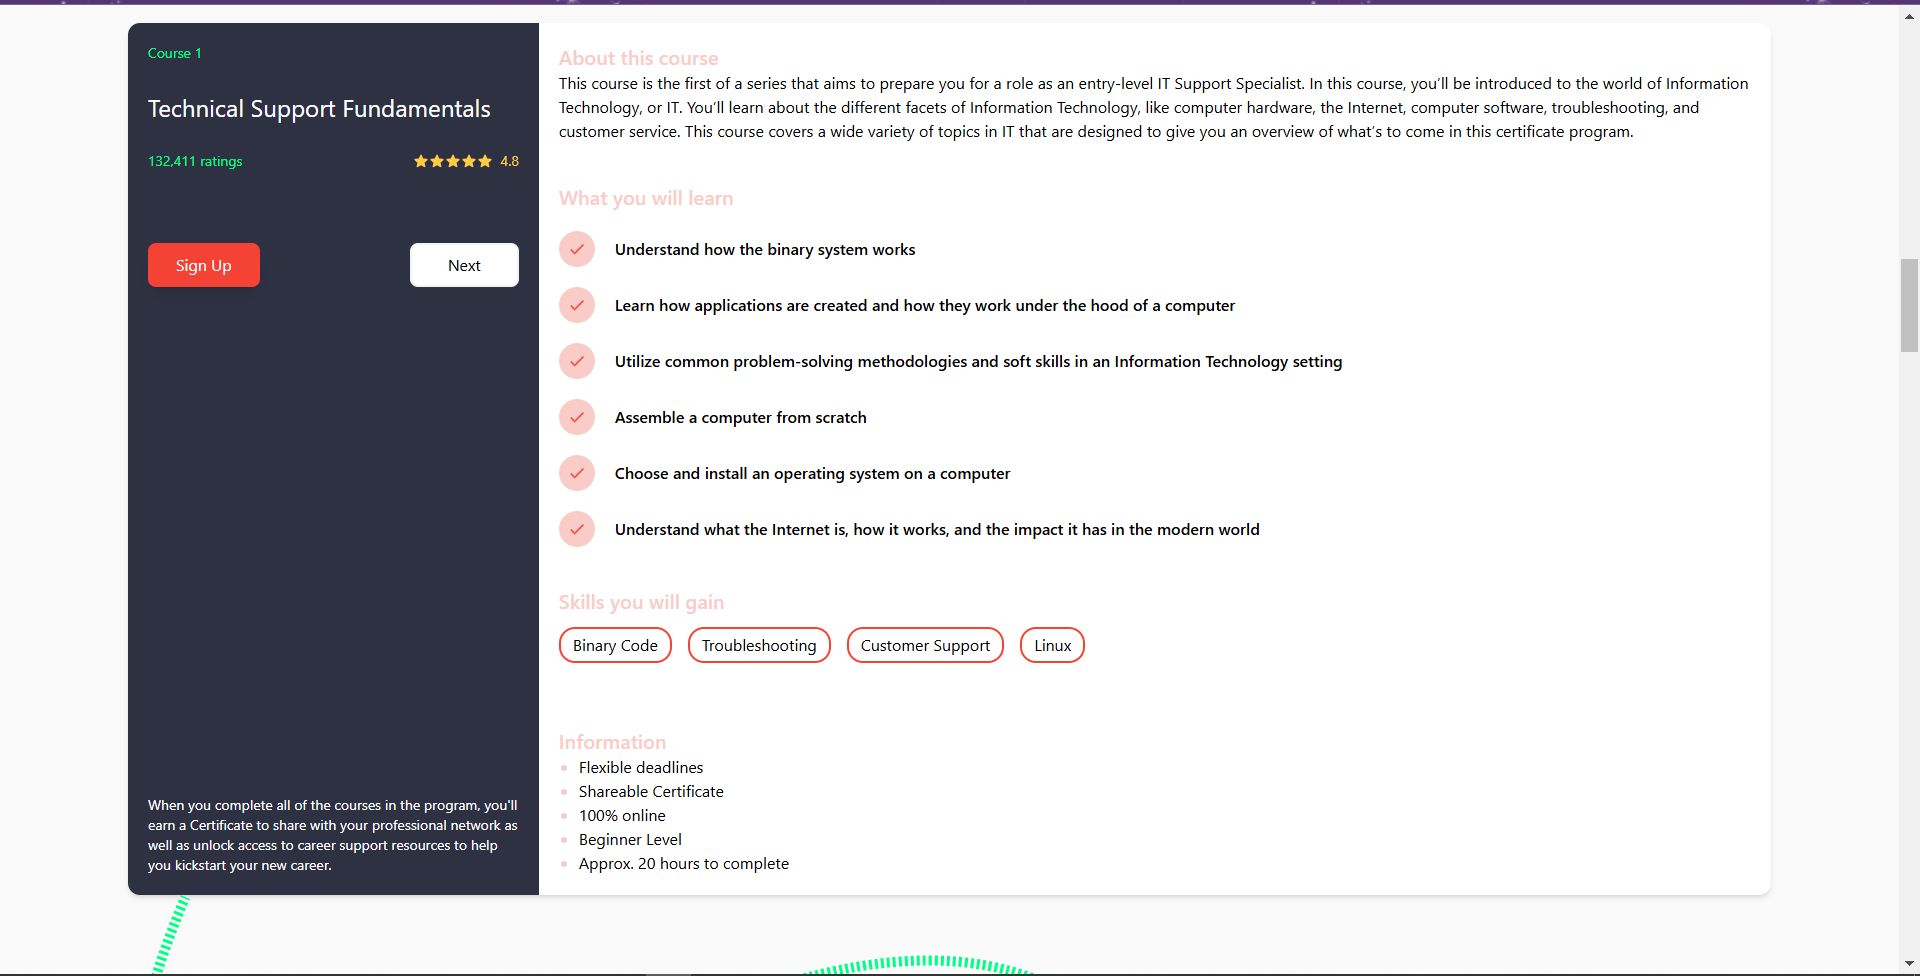 Course 1
Technical Support Fundamentals
132,411 ratings
4.8
Sign Up
Next
When you complete all of the courses in the program, you'll
earn a Certificate to share with your professional network as
well as unlock access to career support resources to help
you kickstart your new career.
About this course
This course is the first of a series that aims to prepare you for a role as an entry-level IT Support Specialist. In this course, you’ll be introduced to the world of Information
Technology, or IT. You’ll learn about the different facets of Information Technology, like computer hardware, the Internet, computer software, troubleshooting, and
customer service. This course covers a wide variety of topics in IT that are designed to give you an overview of what’s to come in this certificate program.
What you will learn
Understand how the binary system works
Learn how applications are created and how they work under the hood of a computer
Utilize common problem-solving methodologies and soft skills in an Information Technology setting
Assemble a computer from scratch
Choose and install an operating system on a computer
Understand what the Internet is, how it works, and the impact it has in the modern world
Skills you will gain
Binary Code
Troubleshooting
Customer Support
Linux
Information
Flexible deadlines
Shareable Certificate
100% online
Beginner Level
Approx. 20 hours to complete